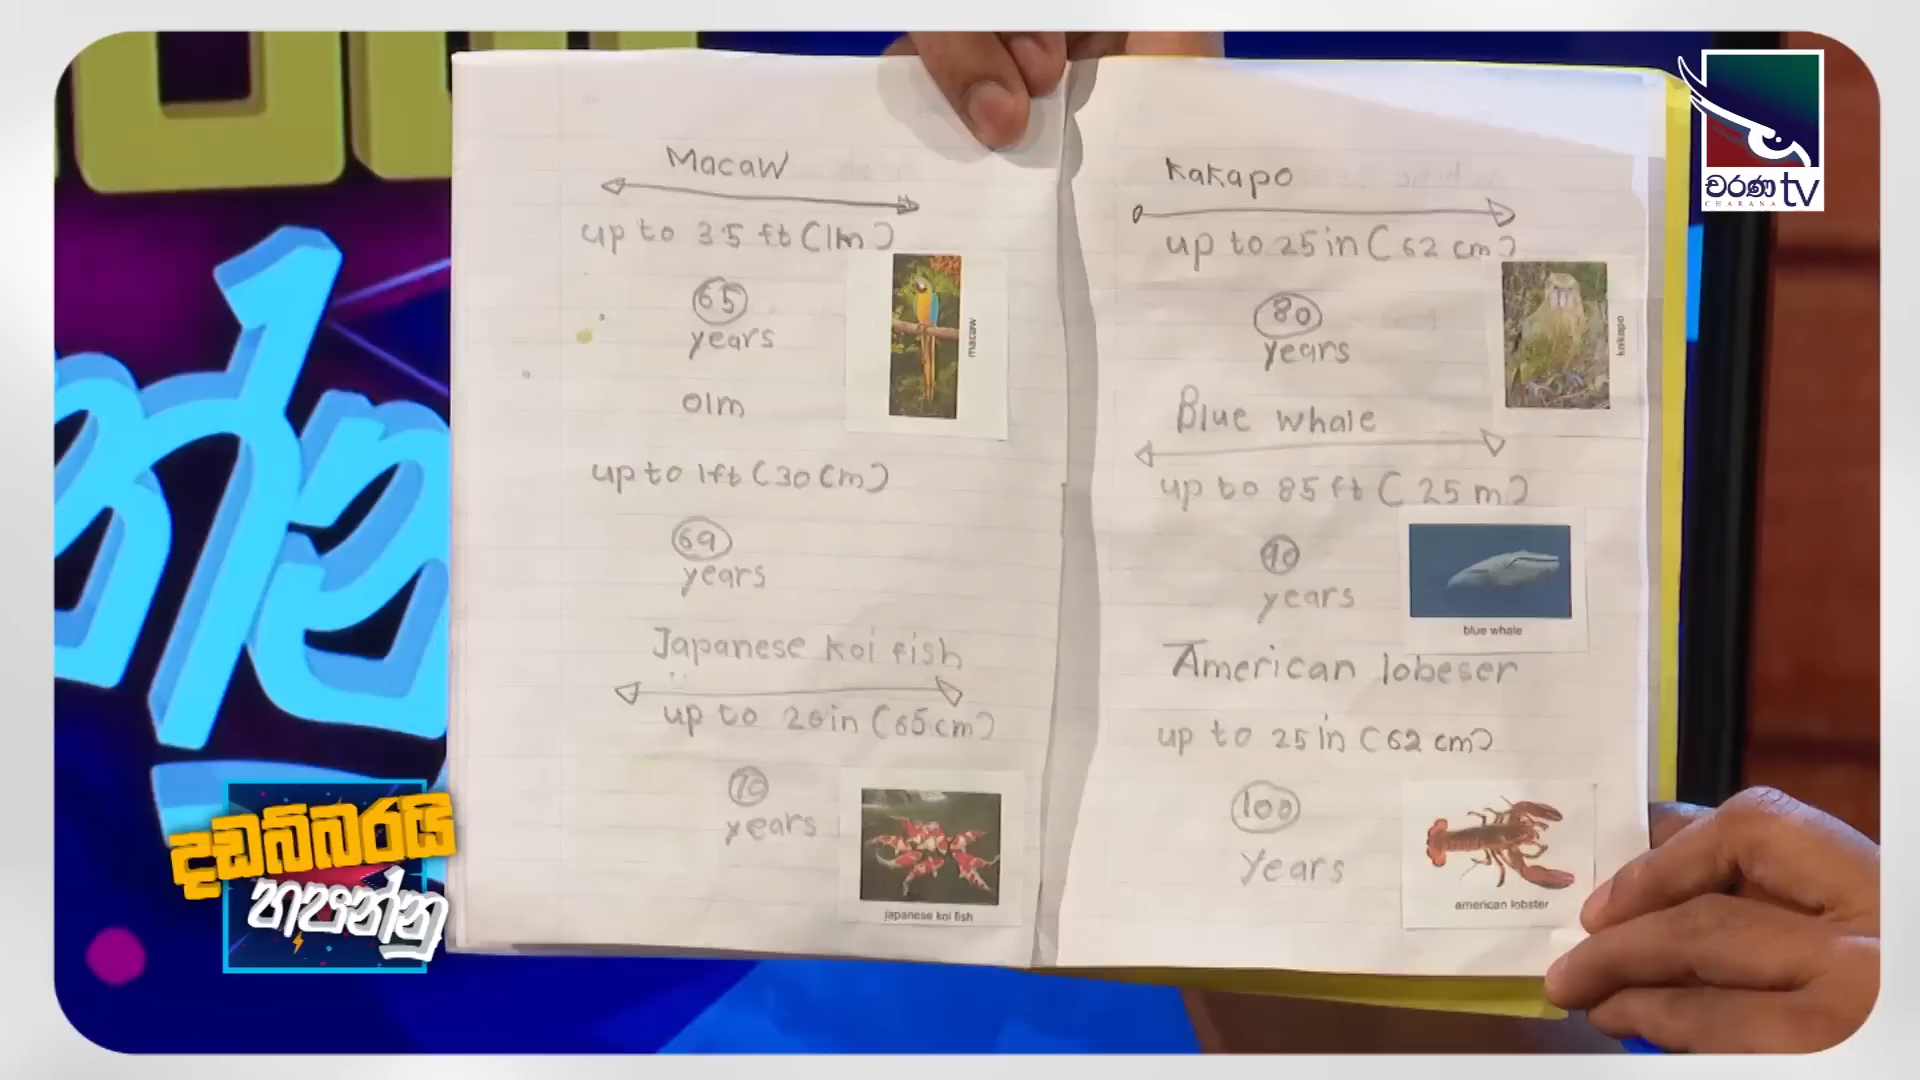 Macaw
up to 3.5 ft (1m)
65
years
macaw
olm
up to 1ft (30 cm)
69
years
Japanese koi fish
up to 26in (65cm)
70
years
japanese koi fish
kakapo
up to 25 in (62 cm)
80
years
kakapo
Blue whale
up to 85 ft (25 m)
90
years
blue whale
American lobeser
up to 25 in (62 cm)
100
Years
american lobster
චරණ tv
CHARANA
දඩබ්බරයි
හපන්නු